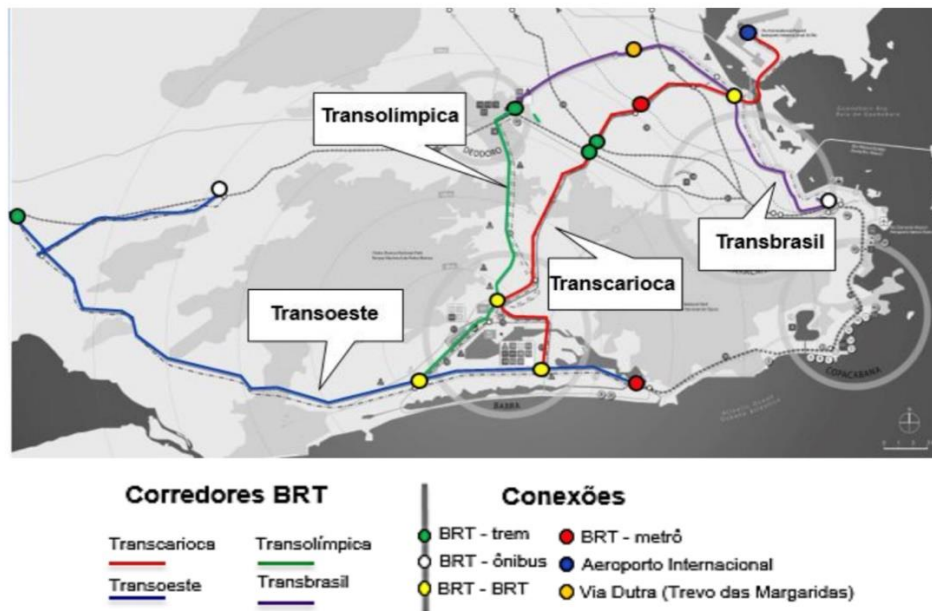 Transolímpica
DEODORO
Transbrasil
Transcarioca
Transoeste
BARRA
COPACABANA
Corredores BRT
Transcarioca
Transolímpica
Transoeste
Transbrasil
Conexões
BRT - trem
BRT - metrô
BRT - ônibus
Aeroporto Internacional
BRT - BRT
Via Dutra (Trevo das Margaridas)